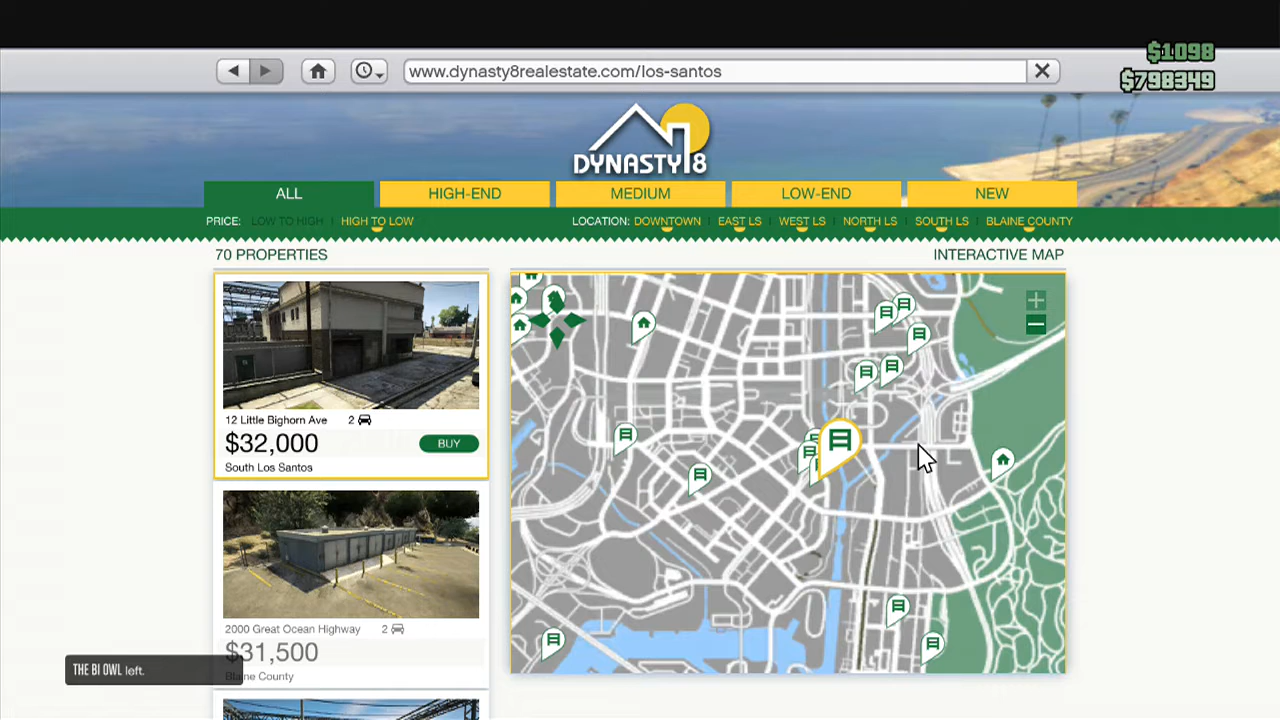 $1098
www.dynasty8realestate.com/los-santos
$798349
DYNASTY 8
ALL HIGH-END MEDIUM LOW-END NEW
PRICE: LOW TO HIGH | HIGH TO LOW LOCATION: DOWNTOWN | EAST LS | WEST LS | NORTH LS | SOUTH LS | BLAINE COUNTY
70 PROPERTIES INTERACTIVE MAP
12 Little Bighorn Ave 2
$32,000 BUY
South Los Santos
2000 Great Ocean Highway 2
$31,500
Blaine County
THE BI OWL left.